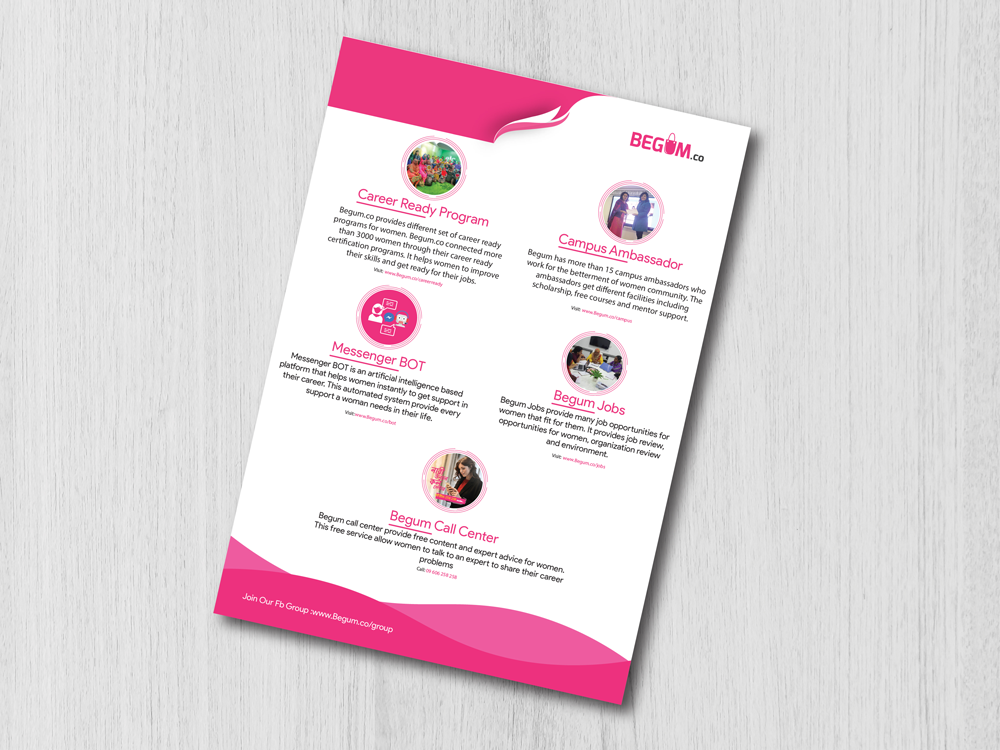 BEGUM.co
Career Ready Program
Begum.co provides different set of career ready
programs for women. Begum.co connected more
than 3000 women through their career ready
certification programs. It helps women to improve
their skills and get ready for their jobs.
Visit: www.Begum.co/careerready
Campus Ambassador
Begum has more than 15 campus ambassadors who
work for the betterment of women community. The
ambassadors get different facilities including
scholarship, free courses and mentor support.
Visit: www.Begum.co/campus
Messenger BOT
Messenger BOT is an artificial intelligence based
platform that helps women instantly to get support in
their career. This automated system provide every
support a woman needs in their life.
Visit:www.Begum.co/bot
Begum Jobs
Begum Jobs provide many job opportunities for
women that fit for them. It provides job review,
opportunities for women, organization review
and environment.
Visit: www.Begum.co/jobs
Begum Call Center
Begum call center provide free content and expert advice for women.
This free service allow women to talk to an expert to share their career
problems
Call: 09 606 258 258
Join Our Fb Group :www.Begum.co/group